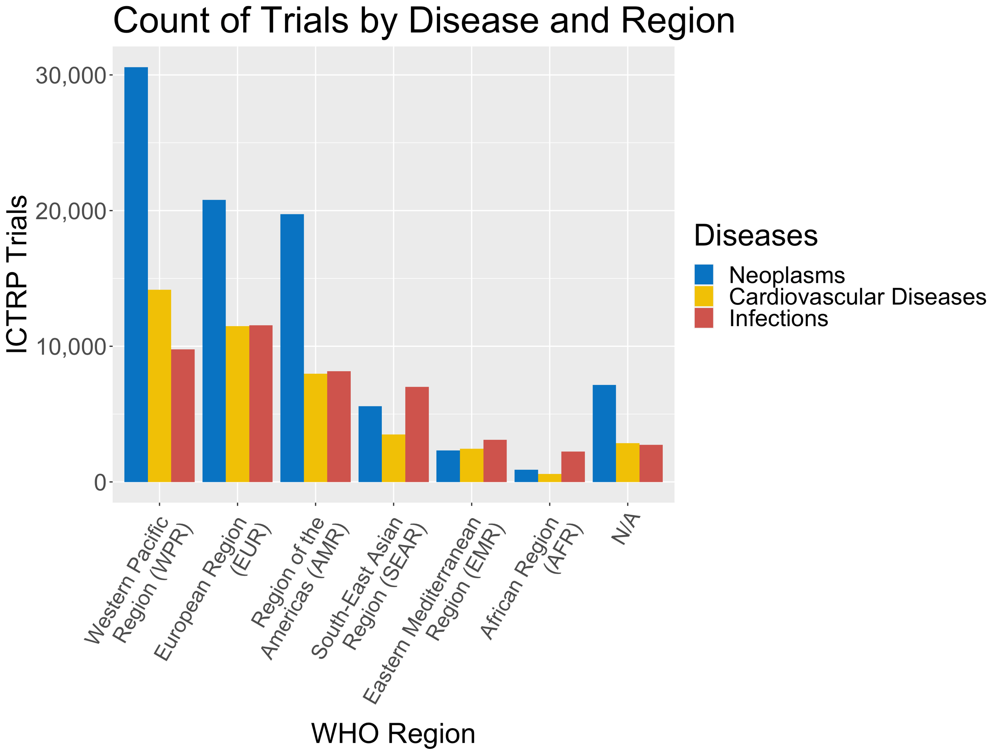 Count of Trials by Disease and Region
ICTRP Trials
30,000
20,000
10,000
0
Western Pacific
Region (WPR)
European Region
(EUR)
Region of the
Americas (AMR)
South-East Asian
Region (SEAR)
Eastern Mediterranean
Region (EMR)
African Region
(AFR)
N/A
WHO Region
Diseases
Neoplasms
Cardiovascular Diseases
Infections